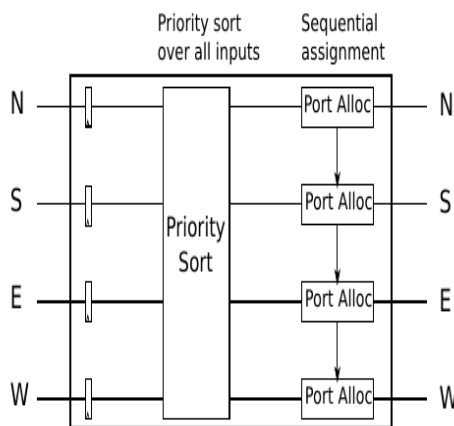 Priority sort
over all inputs
Sequential
assignment
N
Port Alloc
N
S
Port Alloc
S
Priority
Sort
E
Port Alloc
E
W
Port Alloc
W